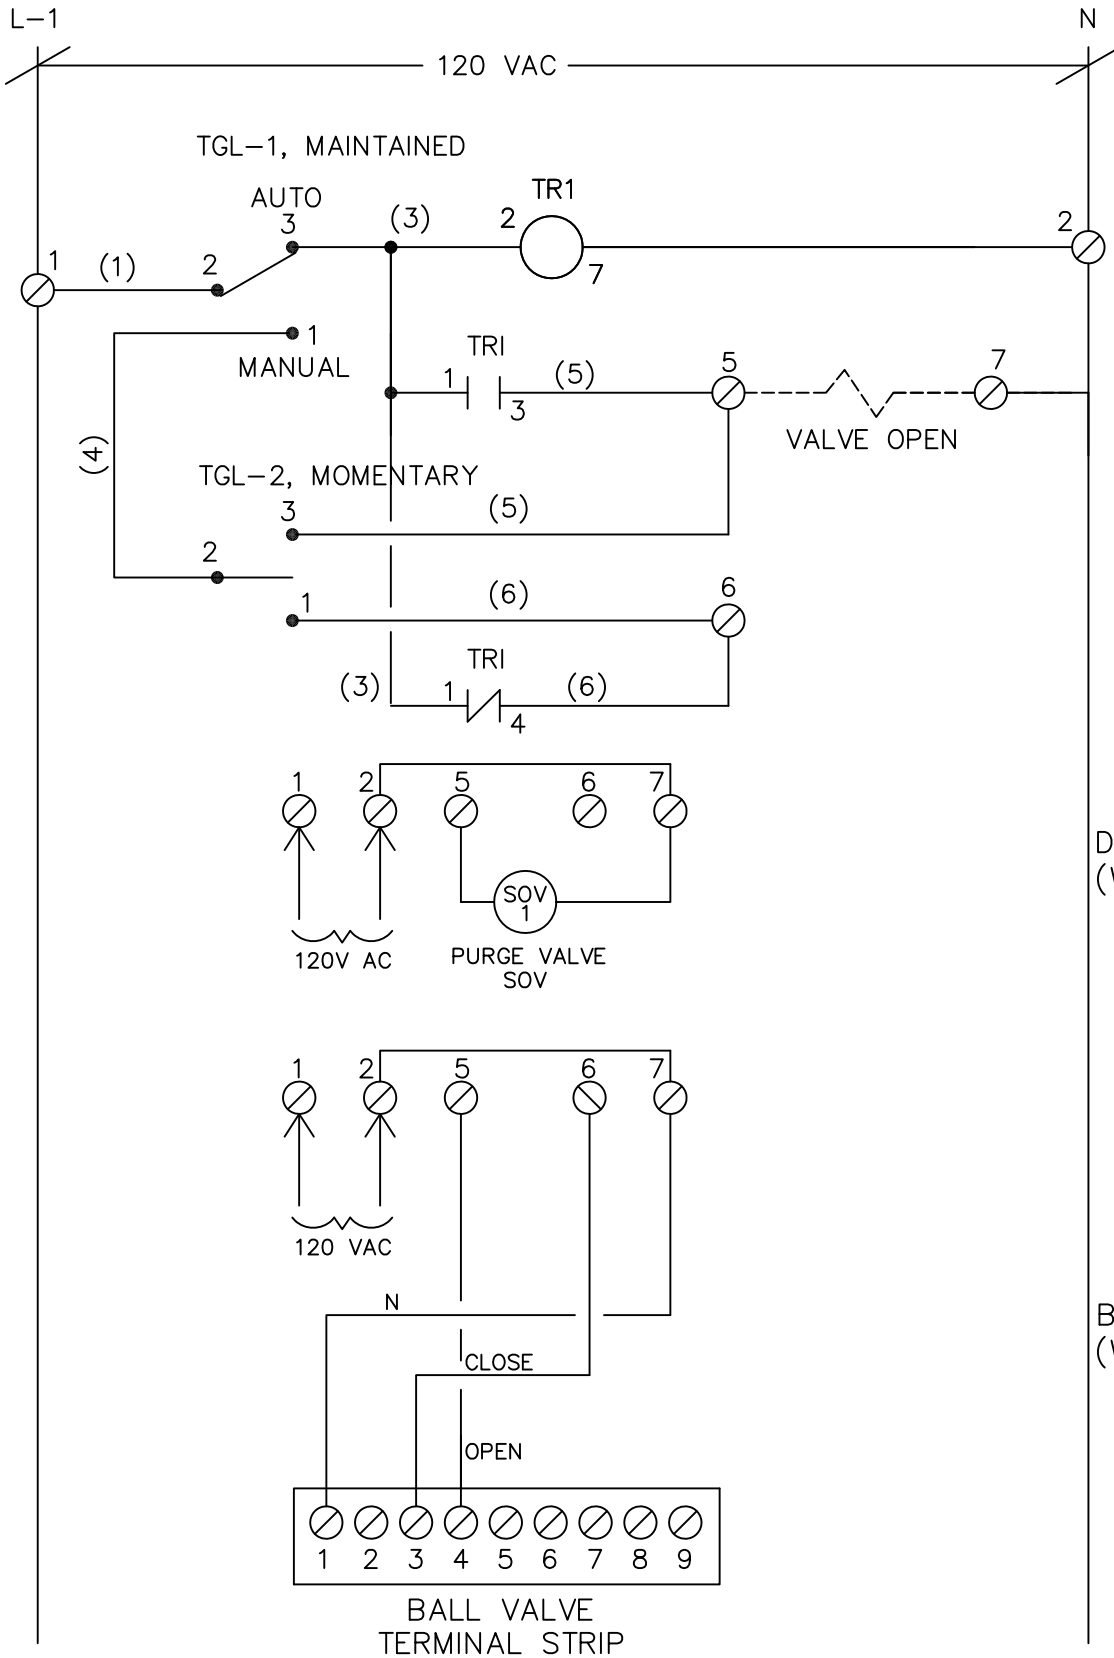 L-1
N
120 VAC
TGL-1, MAINTAINED
AUTO
TR1
3
(3)
2
7
2
1
(1)
2
1
MANUAL
TRI
1
3
(5)
5
7
VALVE OPEN
(4)
TGL-2, MOMENTARY
3
(5)
2
1
(6)
6
TRI
(3)
1
4
(6)
1
2
5
6
7
SOV
1
120V AC
PURGE VALVE
SOV
D
(V
1
2
5
6
7
120 VAC
N
B
(V
CLOSE
OPEN
1 2 3 4 5 6 7 8 9
BALL VALVE
TERMINAL STRIP